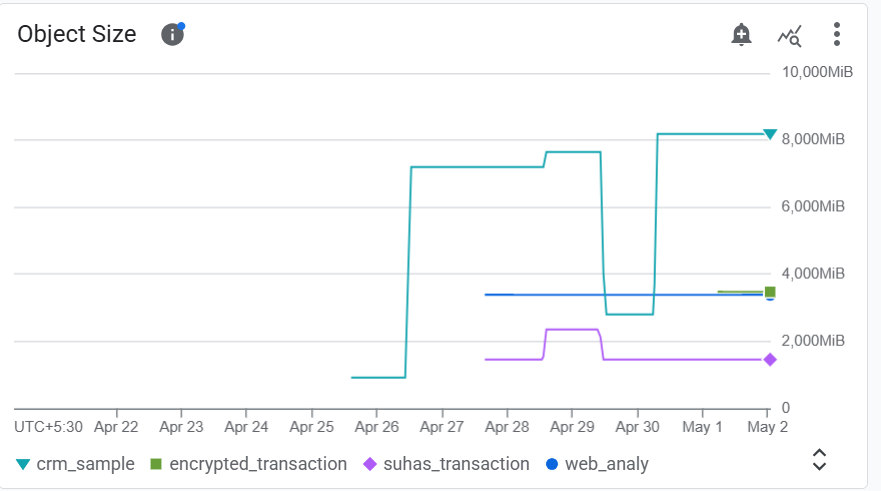 Object Size
10,000MiB
8,000MiB
6,000MiB
4,000MiB
2,000MiB
0
UTC+5:30 Apr 22 Apr 23 Apr 24 Apr 25 Apr 26 Apr 27 Apr 28 Apr 29 Apr 30 May 1 May 2
crm_sample encrypted_transaction suhas_transaction web_analy